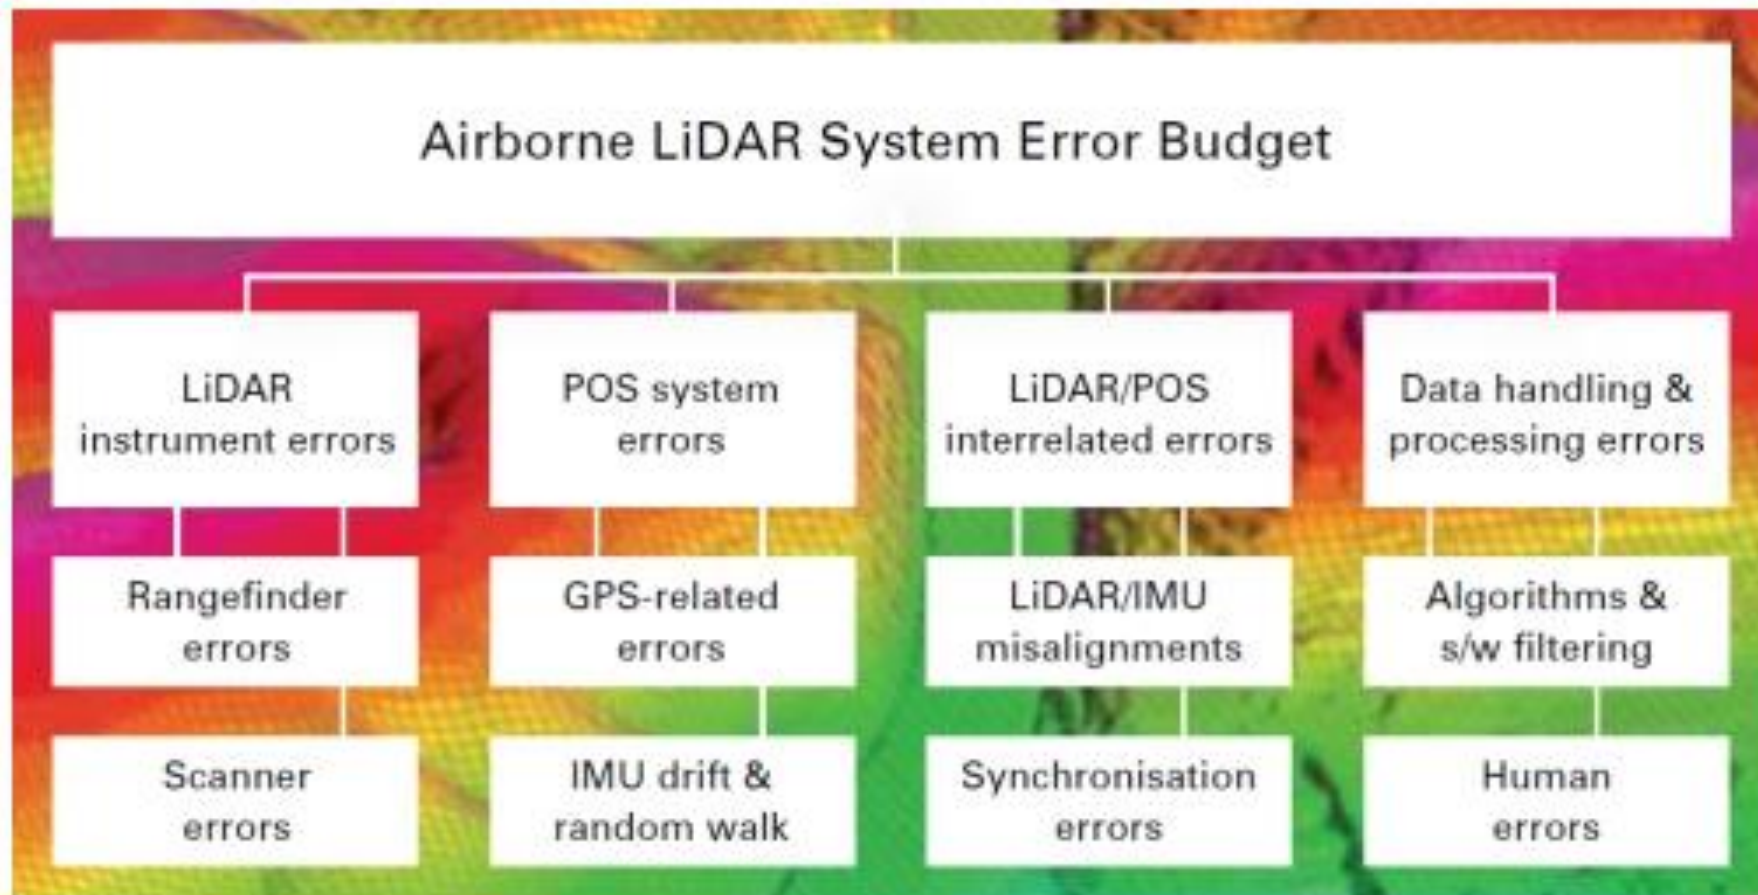 Airborne LiDAR System Error Budget
LiDAR
instrument errors
POS system
errors
LiDAR/POS
interrelated errors
Data handling &
processing errors
Rangefinder
errors
GPS-related
errors
LiDAR/IMU
misalignments
Algorithms &
s/w filtering
Scanner
errors
IMU drift &
random walk
Synchronisation
errors
Human
errors